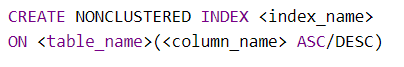 CREATE NONCLUSTERED INDEX <index_name>
ON <table_name>(<column_name> ASC/DESC)